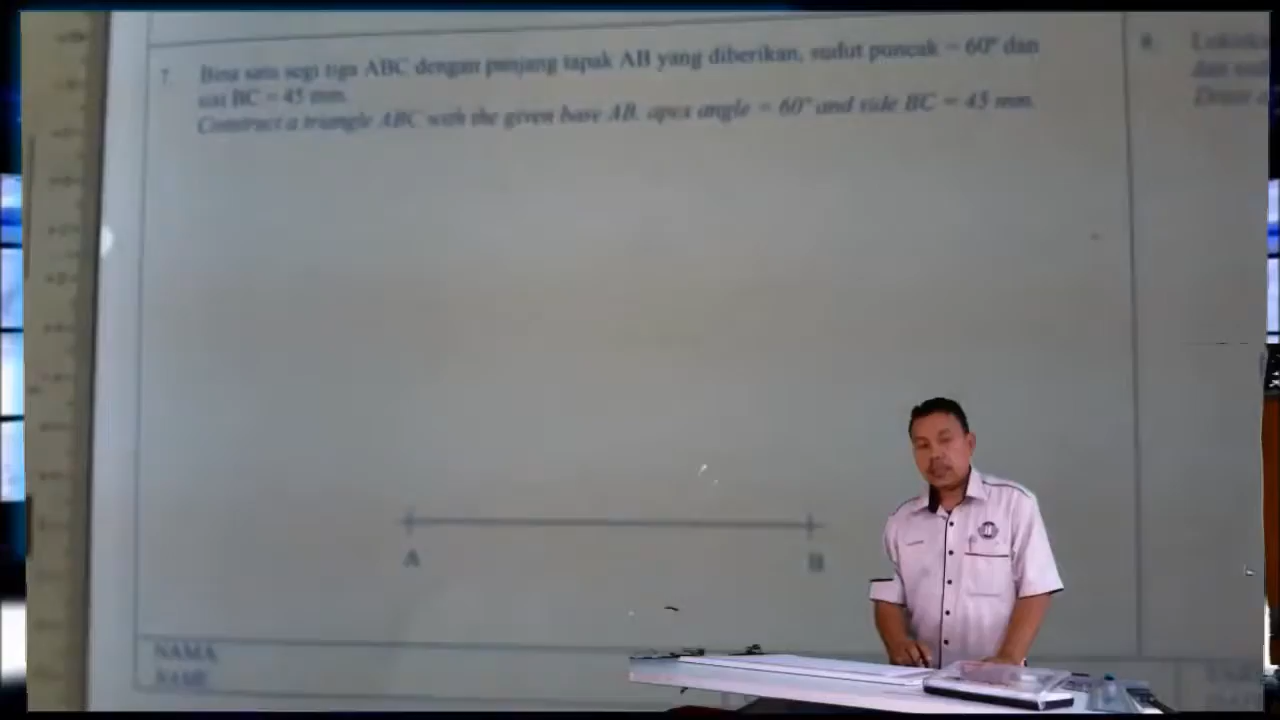 7. Bina satu segi tiga ABC dengan panjang tapak AB yang diberikan, sudut puncak = 60° dan
sisi BC = 45 mm.
Construct a triangle ABC with the given base AB, apex angle = 60° and side BC = 45 mm.
8.
A
B
NAMA
NAME